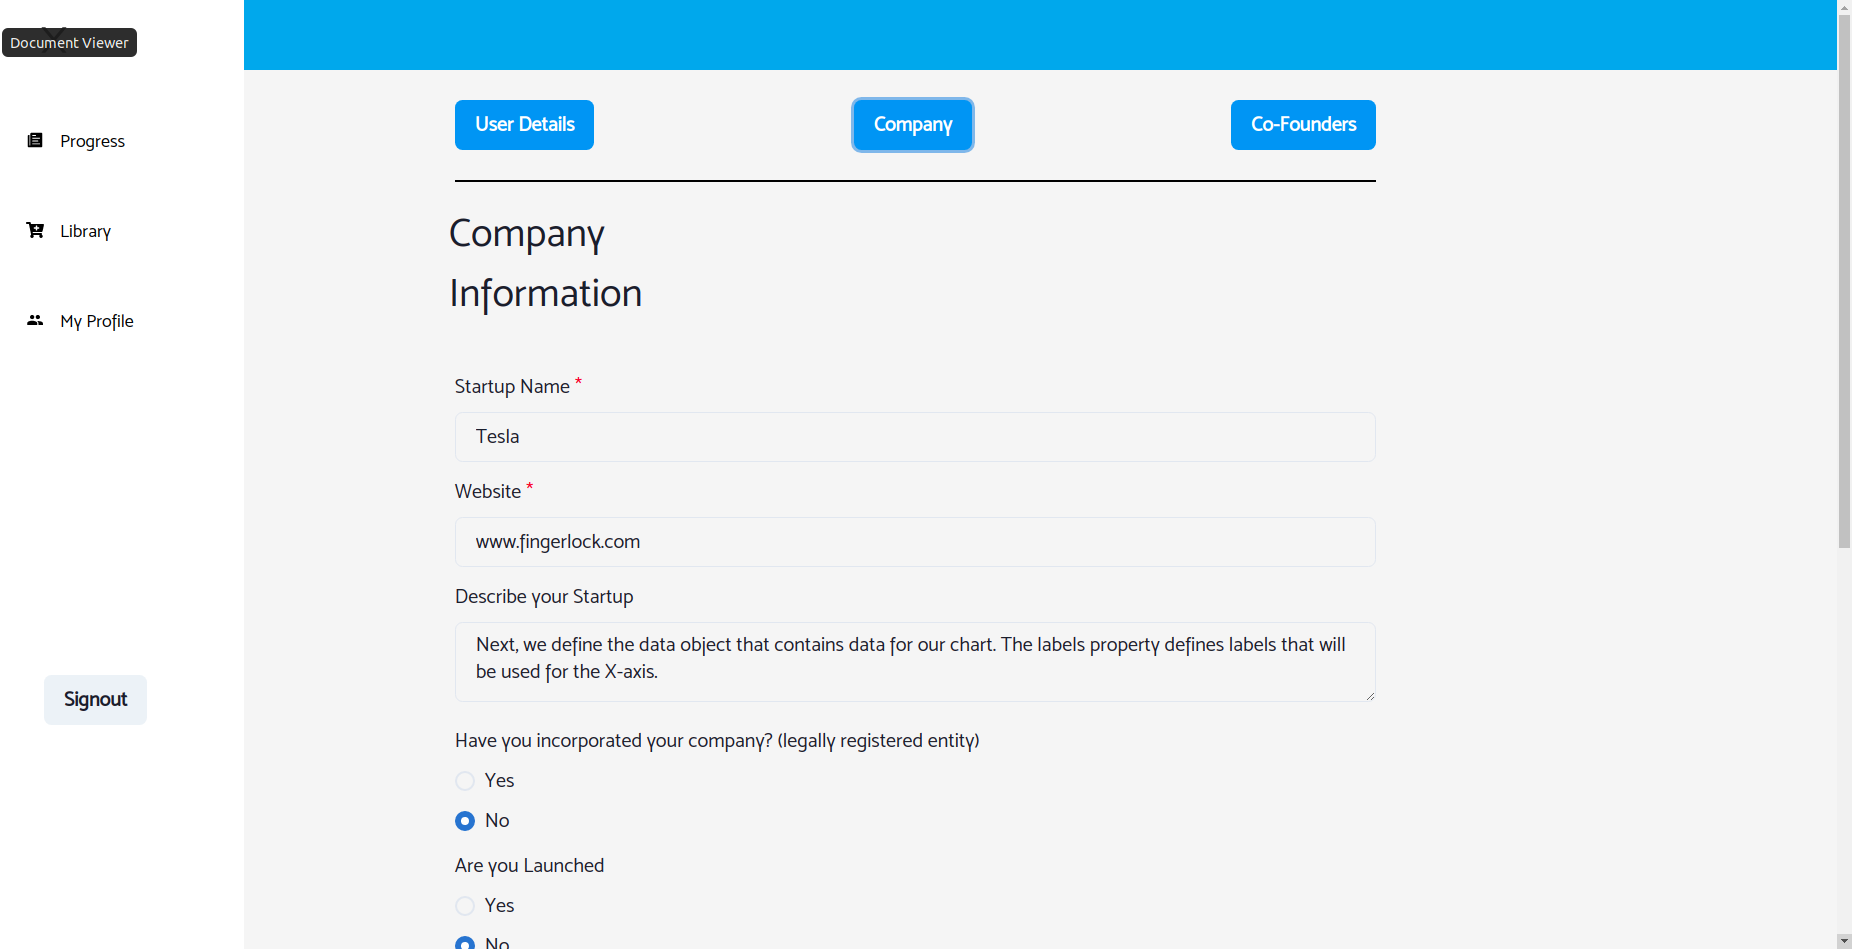 Document Viewer
Progress
Library
My Profile
Signout
User Details
Company
Co-Founders
Company
Information
Startup Name *
Tesla
Website *
www.fingerlock.com
Describe your Startup
Next, we define the data object that contains data for our chart. The labels property defines labels that will
be used for the X-axis.
Have you incorporated your company? (legally registered entity)
Yes
No
Are you Launched
Yes
No